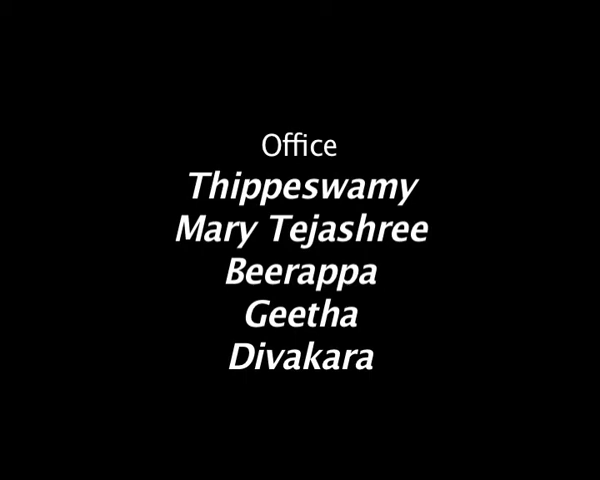 Office
Thippeswamy
Mary Tejashree
Beerappa
Geetha
Divakara